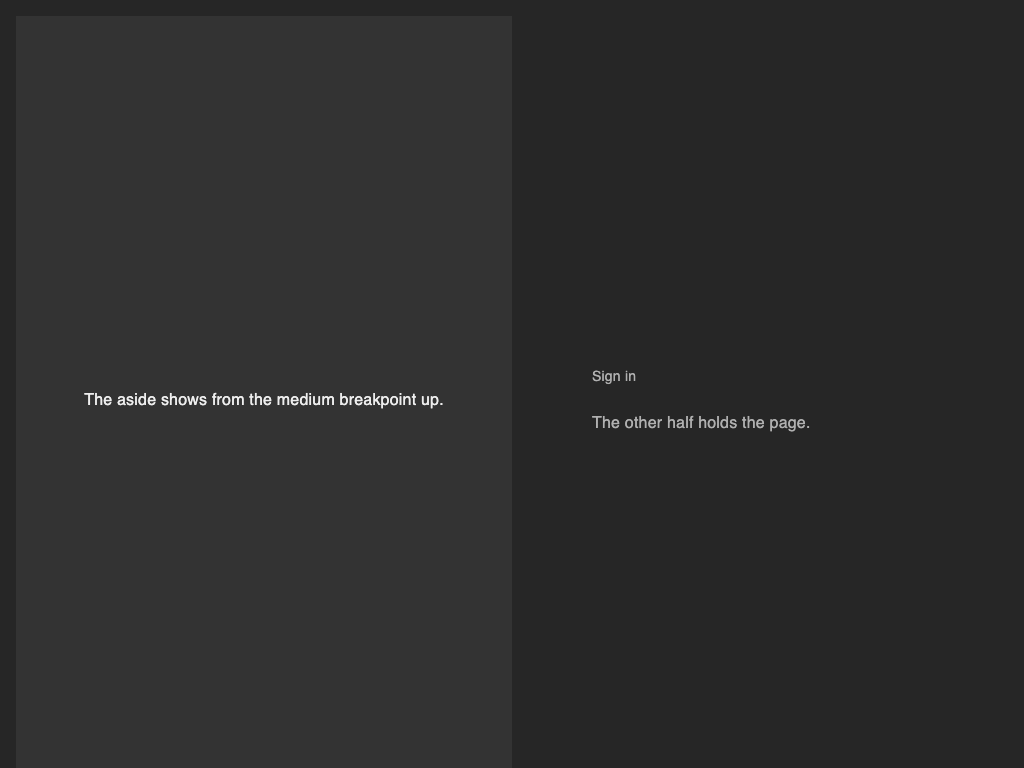 The aside shows from the medium breakpoint up.
Sign in
The other half holds the page.